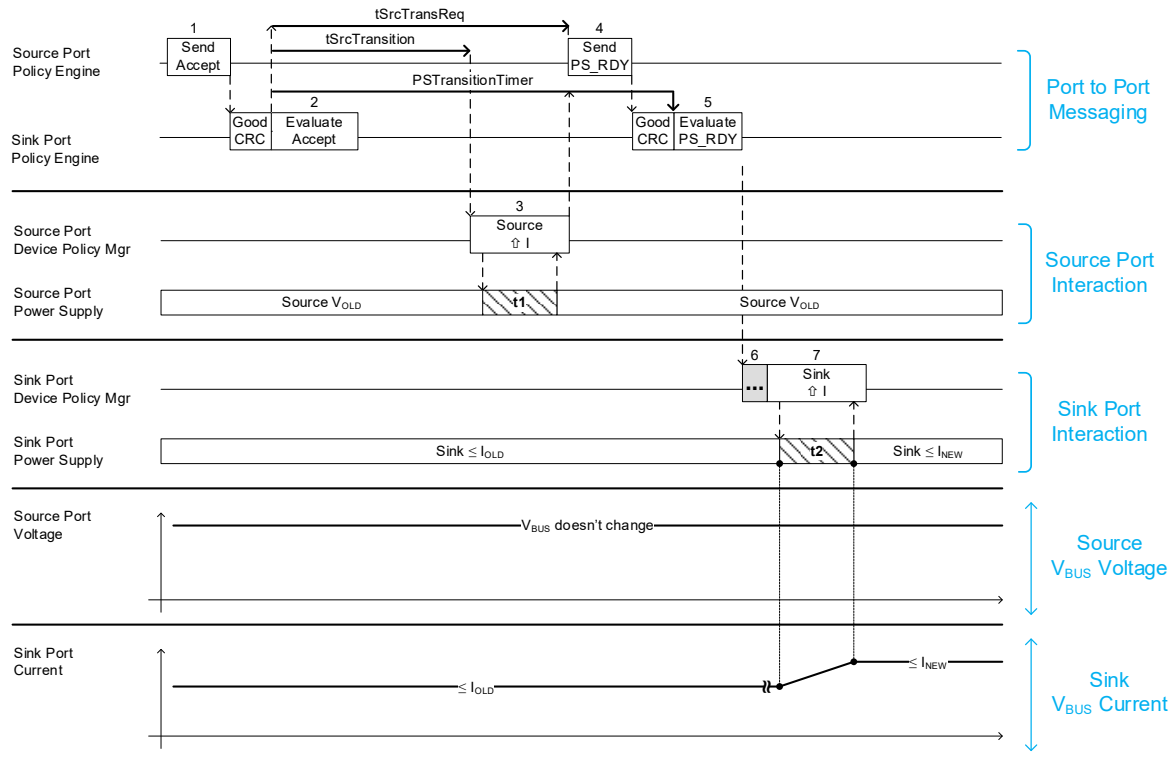 tSrcTransReq
1
4
Source Port
Policy Engine
Send
Accept
tSrcTransition
Send
PS_RDY
PSTransitionTimer
2
5
Sink Port
Policy Engine
Good
CRC
Evaluate
Accept
Good
CRC
Evaluate
PS_RDY
Port to Port
Messaging
3
Source Port
Device Policy Mgr
Source
⇧ I
Source Port
Power Supply
Source VOLD
t1
Source VOLD
Source Port
Interaction
6
7
Sink Port
Device Policy Mgr
...
Sink
⇧ I
Sink Port
Power Supply
Sink ≤ IOLD
t2
Sink ≤ INEW
Sink Port
Interaction
Source Port
Voltage
VBUS doesn't change
Source
VBUS Voltage
Sink Port
Current
≤ IOLD
≤ INEW
Sink
VBUS Current